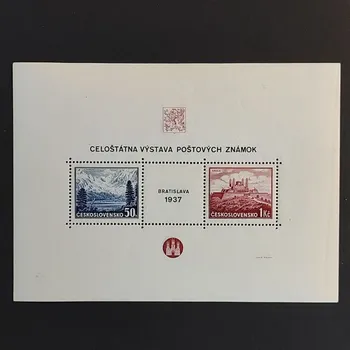 CELOŠTÁTNA VÝSTAVA POŠTOVÝCH ZNÁMOK
BRATISLAVA
1937
50h
ČESKOSLOVENSKO
1Kč
ČESKOSLOVENSKO